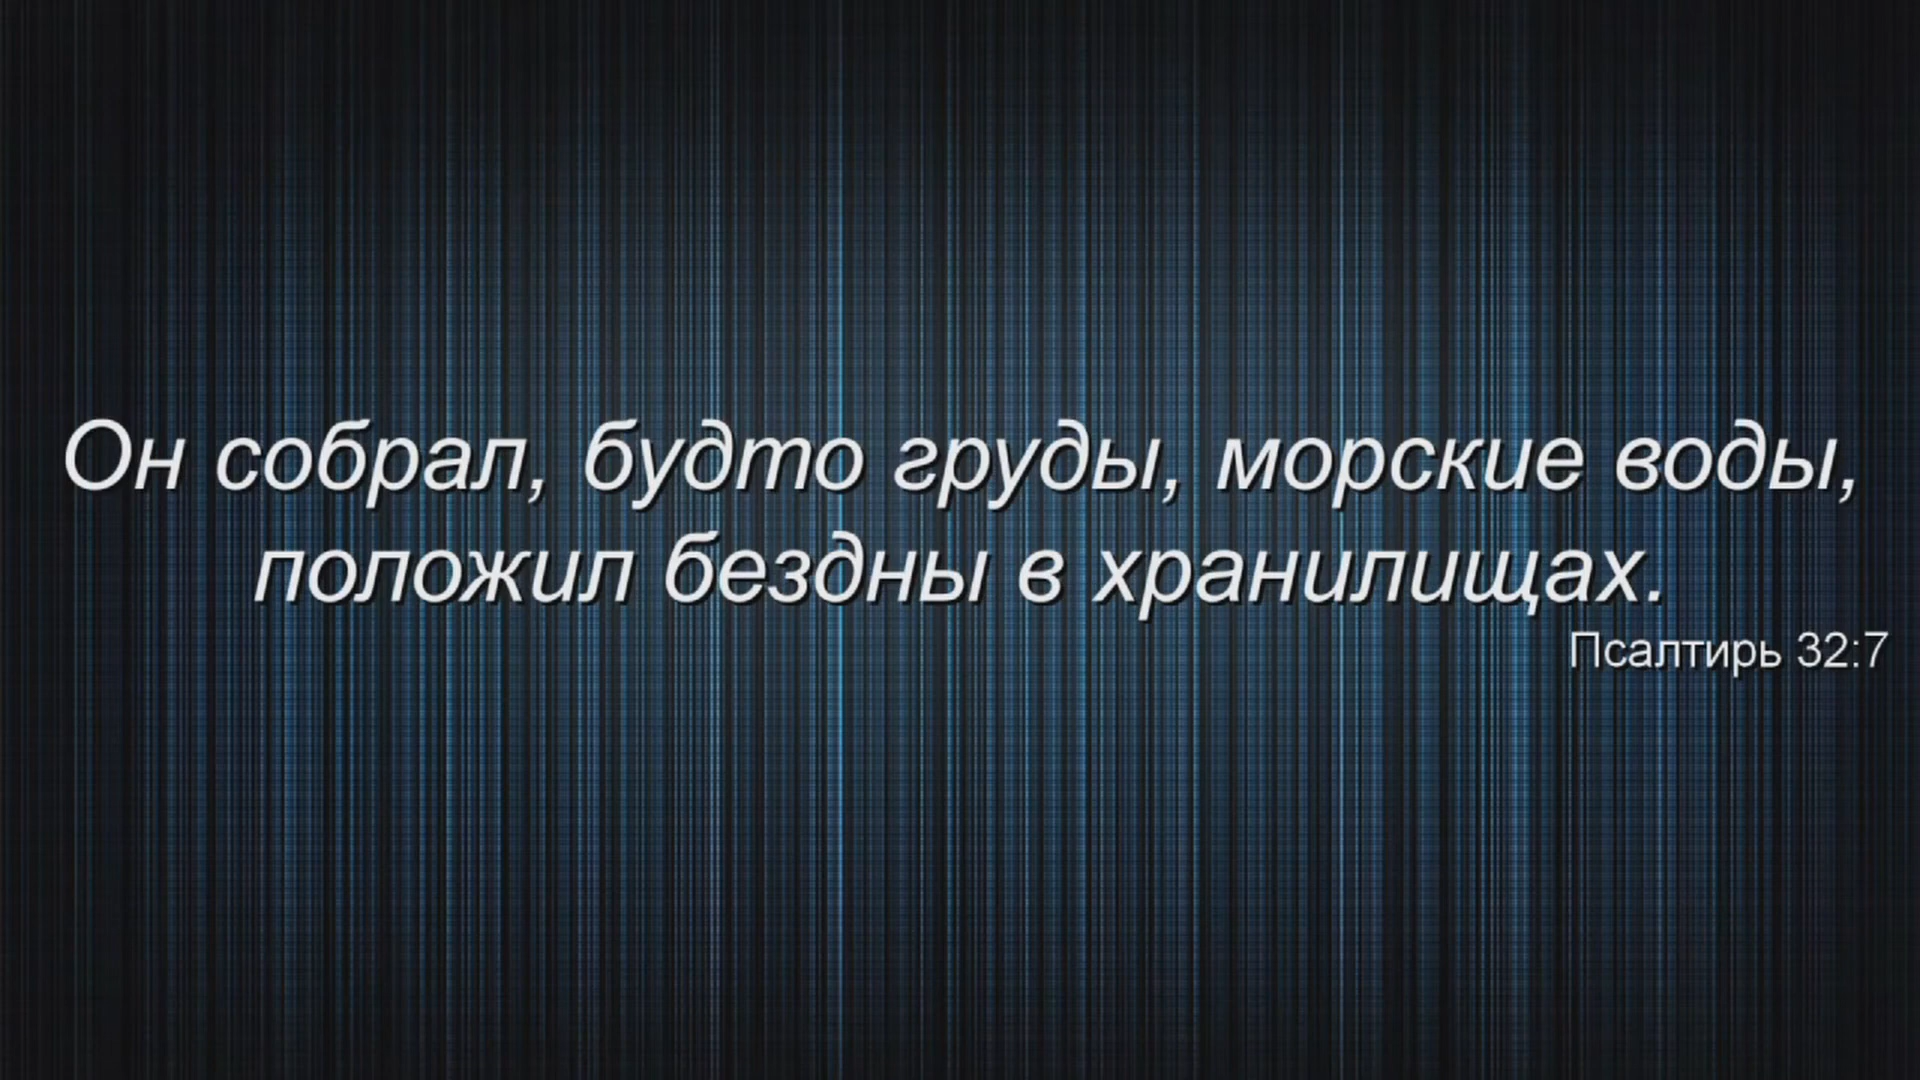 Он собрал, будто груды, морские воды,
положил бездны в хранилищах.
Псалтирь 32:7